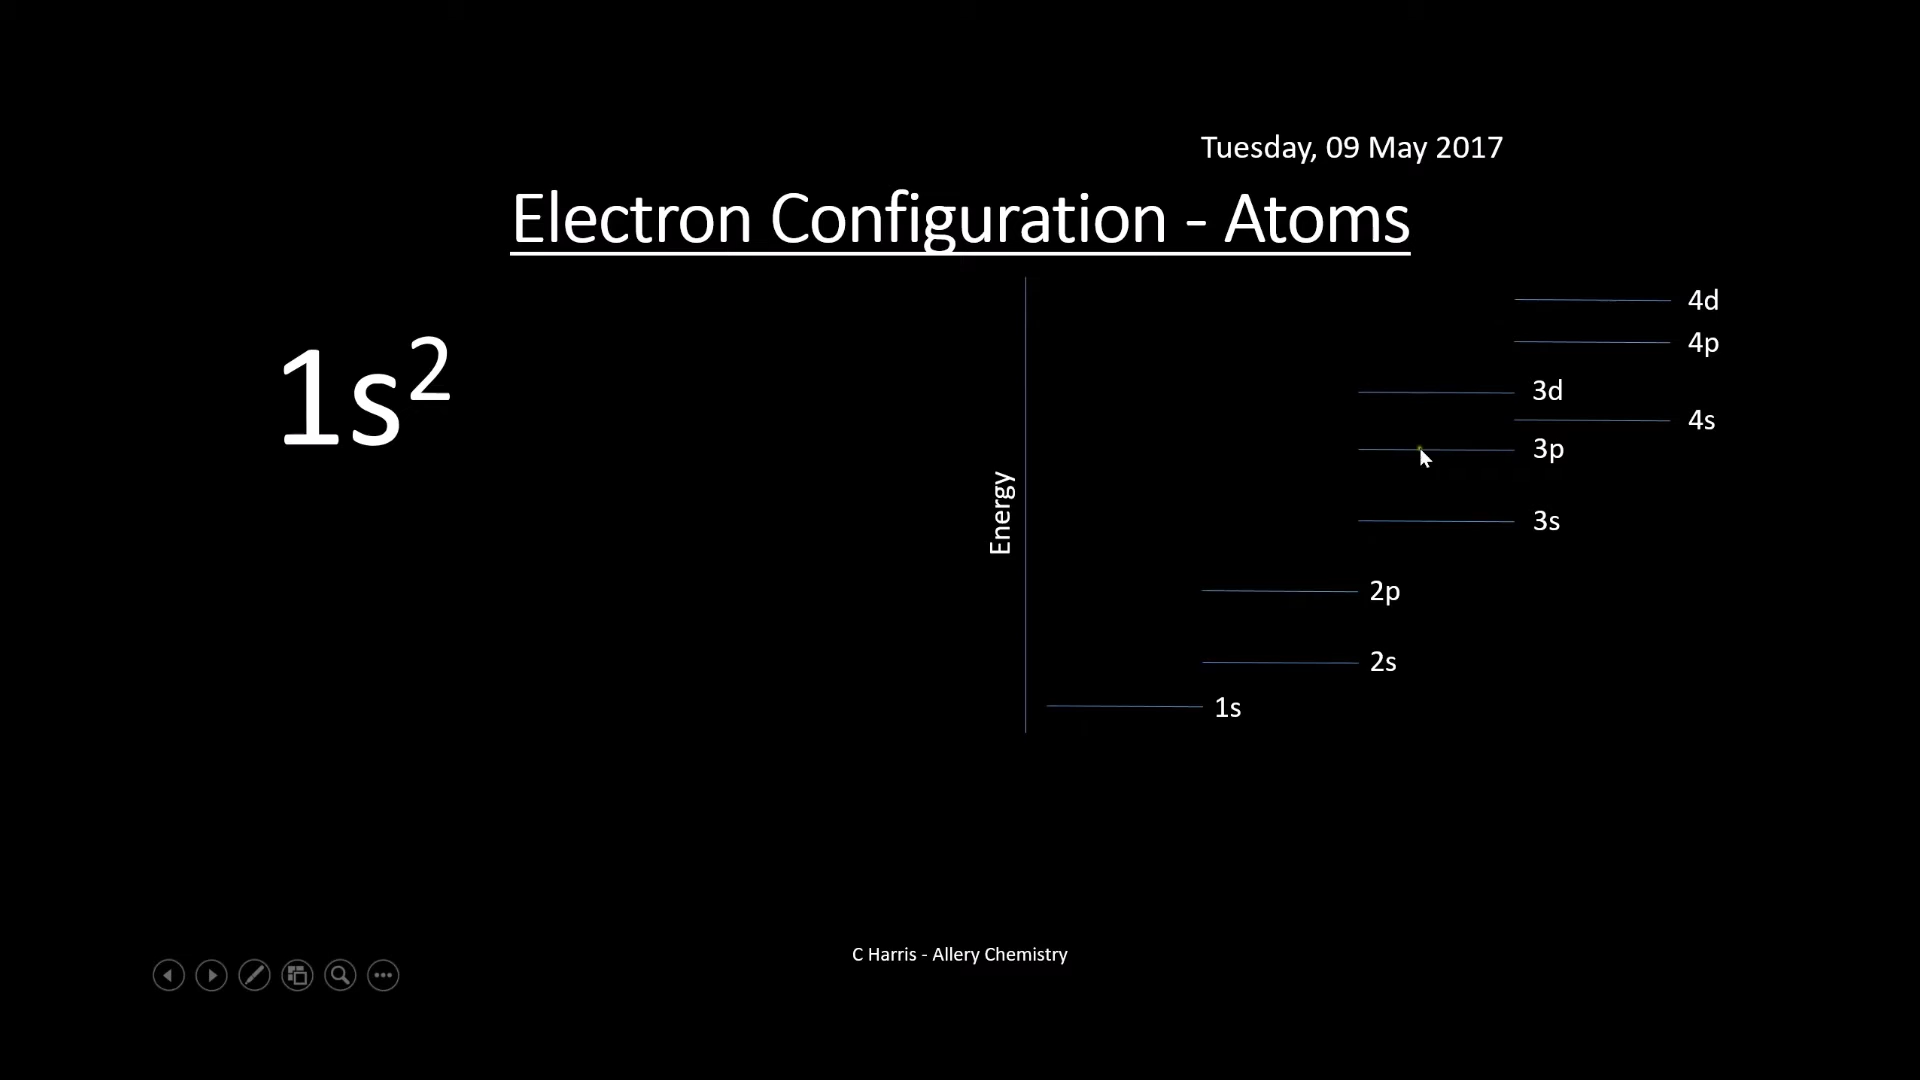 Tuesday, 09 May 2017
Electron Configuration - Atoms
1s²
Energy
4d
4p
3d
4s
3p
3s
2p
2s
1s
C Harris - Allery Chemistry